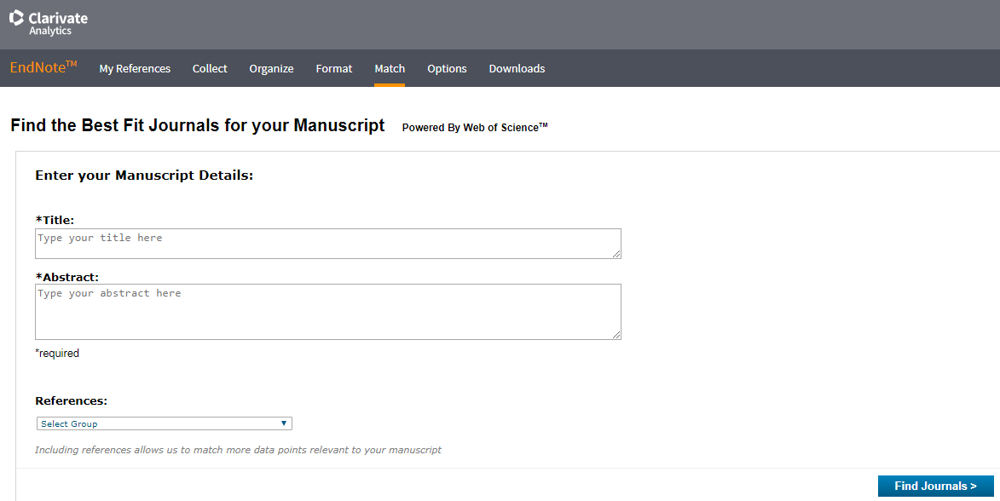 Clarivate
Analytics
EndNote™ My References Collect Organize Format Match Options Downloads
Find the Best Fit Journals for your Manuscript Powered By Web of Science™
Enter your Manuscript Details:
*Title:
Type your title here
*Abstract:
Type your abstract here
*required
References:
Select Group
Including references allows us to match more data points relevant to your manuscript
Find Journals >